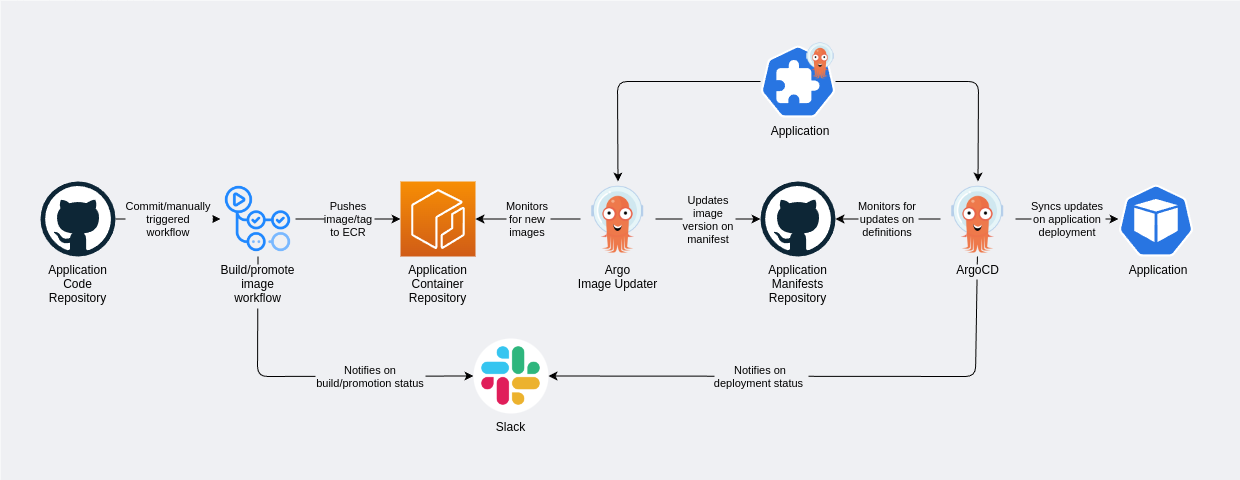 Application
Commit/manually
triggered
workflow
Pushes
image/tag
to ECR
Monitors
for new
images
Updates
image
version on
manifest
Monitors for
updates on
definitions
Syncs updates
on application
deployment
Application
Code
Repository
Build/promote
image
workflow
Application
Container
Repository
Argo
Image Updater
Application
Manifests
Repository
ArgoCD
Application
Notifies on
build/promotion status
Notifies on
deployment status
Slack